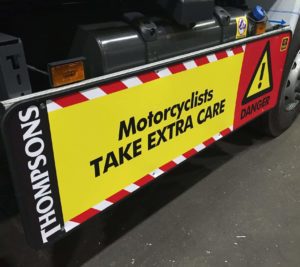 THOMPSONS
Motorcyclists
TAKE EXTRA CARE
DANGER